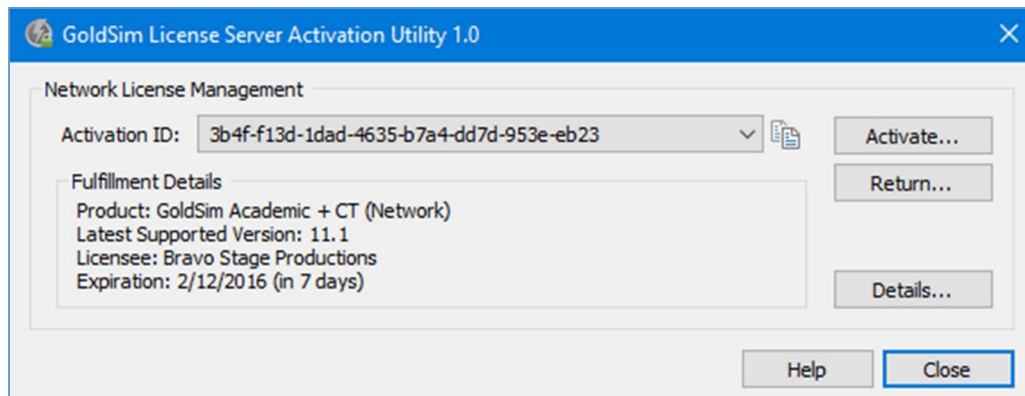 GoldSim License Server Activation Utility 1.0
Network License Management
Activation ID: 3b4f-f13d-1dad-4635-b7a4-dd7d-953e-eb23
Activate...
Return...
Fulfillment Details
Product: GoldSim Academic + CT (Network)
Latest Supported Version: 11.1
Licensee: Bravo Stage Productions
Expiration: 2/12/2016 (in 7 days)
Details...
Help
Close